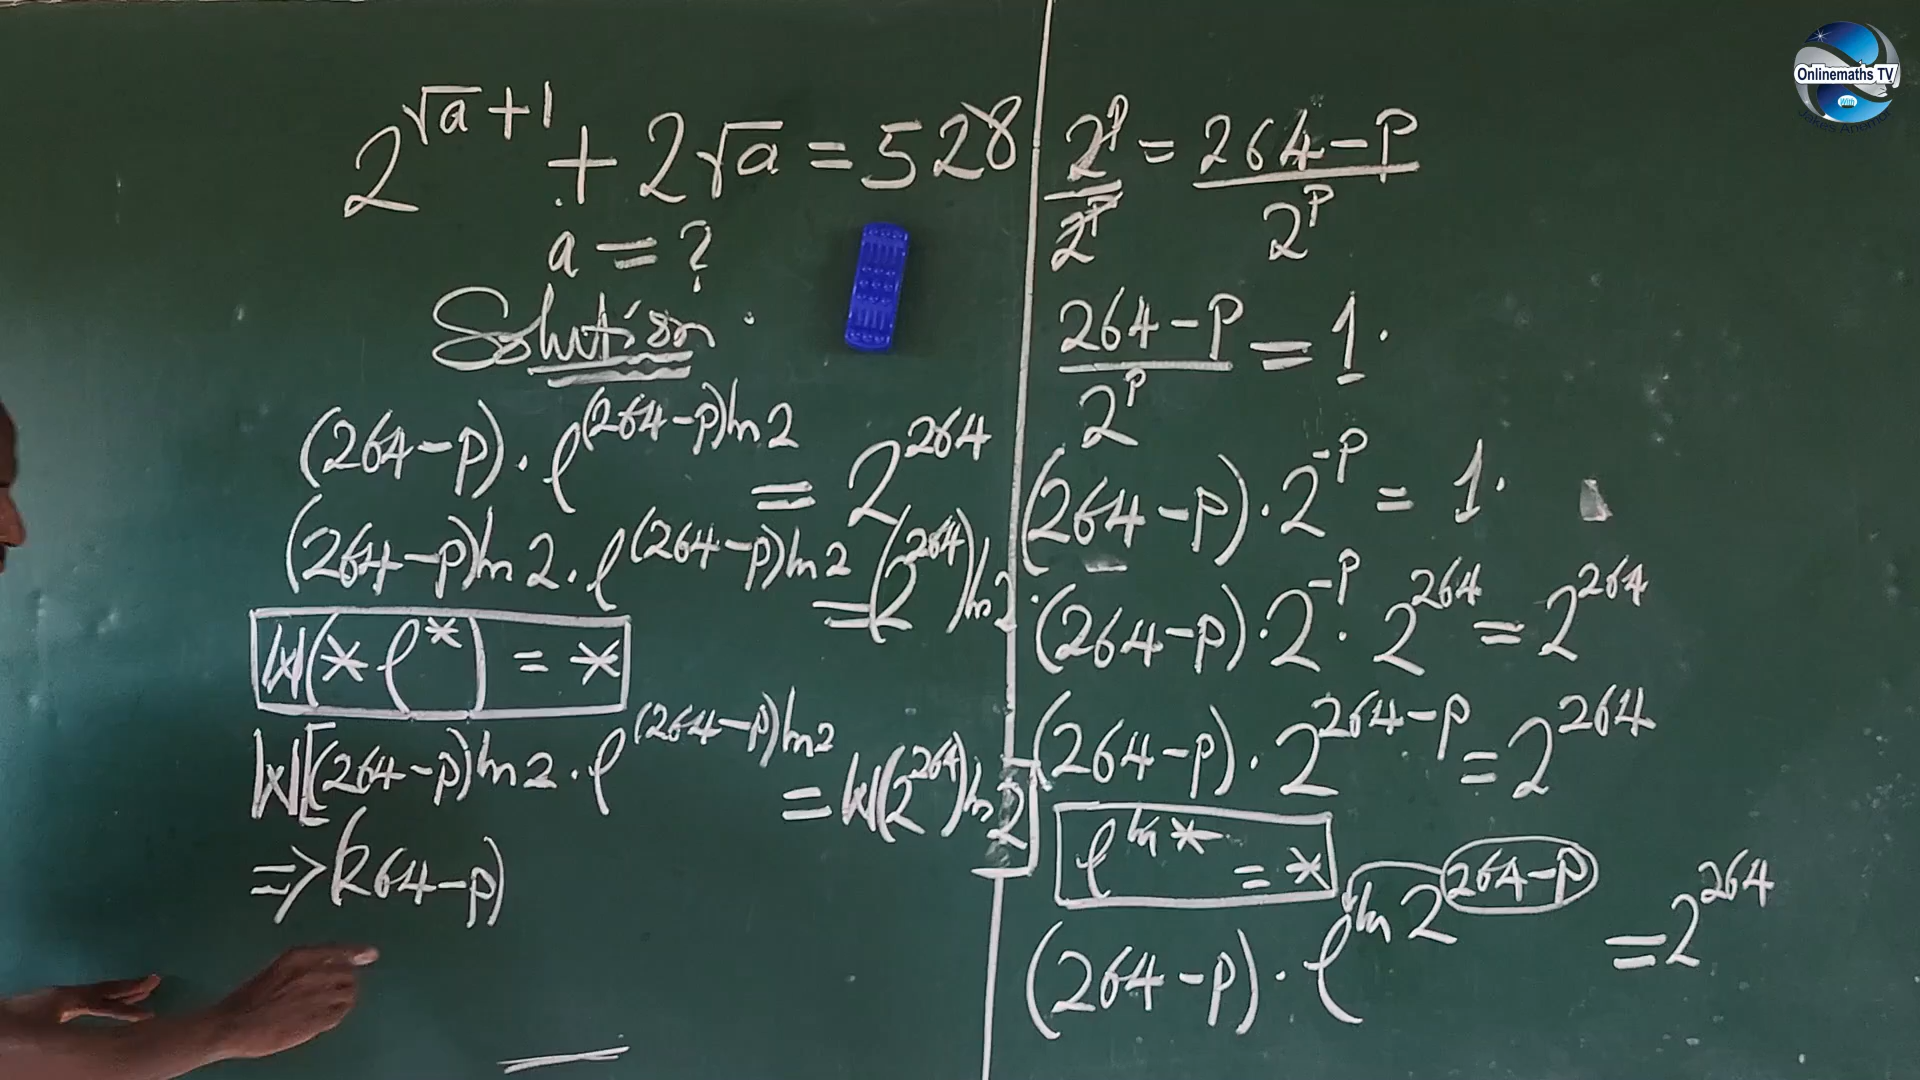 2^{√a+1} + 2√a = 528
a = ?
Solution.
(264-p)·e^{(264-p)ln2} = 2^{264}
(264-p)ln2·e^{(264-p)ln2} = (2^{264})ln2
W(*e^*) = *
W[(264-p)ln2·e^{(264-p)ln2} = W(2^{264})ln2
=> (264-p)
2^P/2^P = 264-P/2^P
264-P/2^P = 1.
(264-p)·2^{-P} = 1.
(264-p)·2^{-P}·2^{264} = 2^{264}
(264-p)·2^{264-p} = 2^{264}
e^{ln*} = *
(264-p)·e^{ln2^{264-p}} = 2^{264}
Onlinemaths TV
With